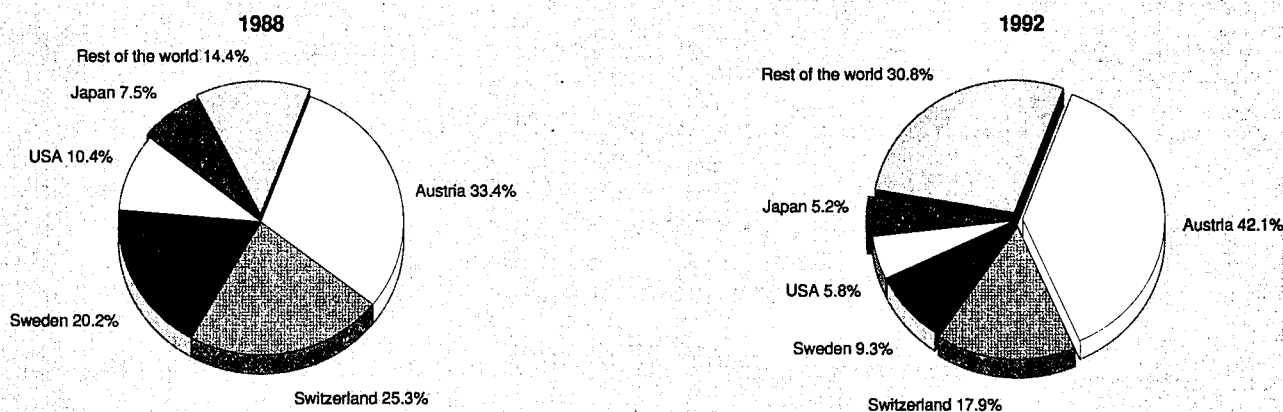 1988
Rest of the world 14.4%
Japan 7.5%
USA 10.4%
Austria 33.4%
Sweden 20.2%
Switzerland 25.3%
1992
Rest of the world 30.8%
Japan 5.2%
Austria 42.1%
USA 5.8%
Sweden 9.3%
Switzerland 17.9%